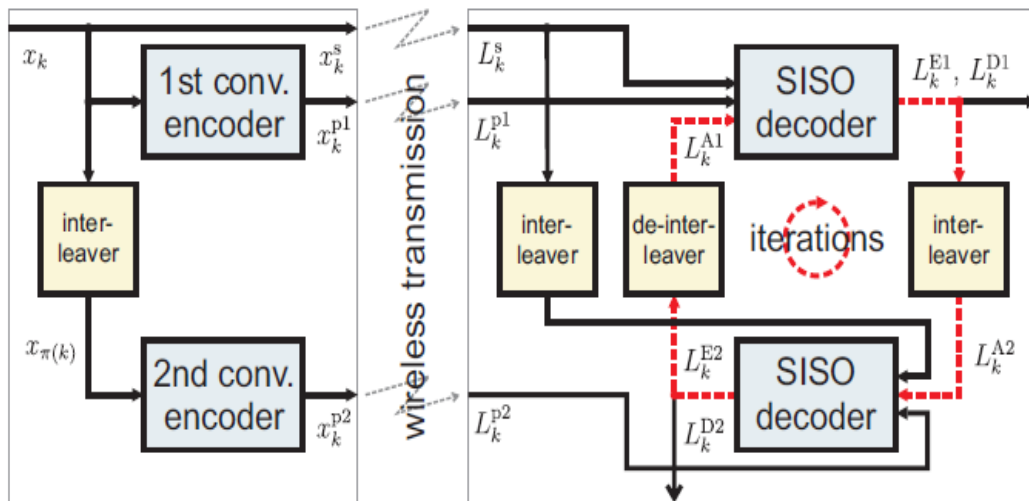 x_k
1st conv.
encoder
x_k^s
x_k^{p1}
inter-
leaver
x_{π(k)}
2nd conv.
encoder
x_k^{p2}
wireless transmission
L_k^s
L_k^{p1}
L_k^{A1}
SISO
decoder
L_k^{E1}, L_k^{D1}
inter-
leaver
de-inter-
leaver
iterations
inter-
leaver
L_k^{E2}
L_k^{A2}
SISO
decoder
L_k^{p2}
L_k^{D2}